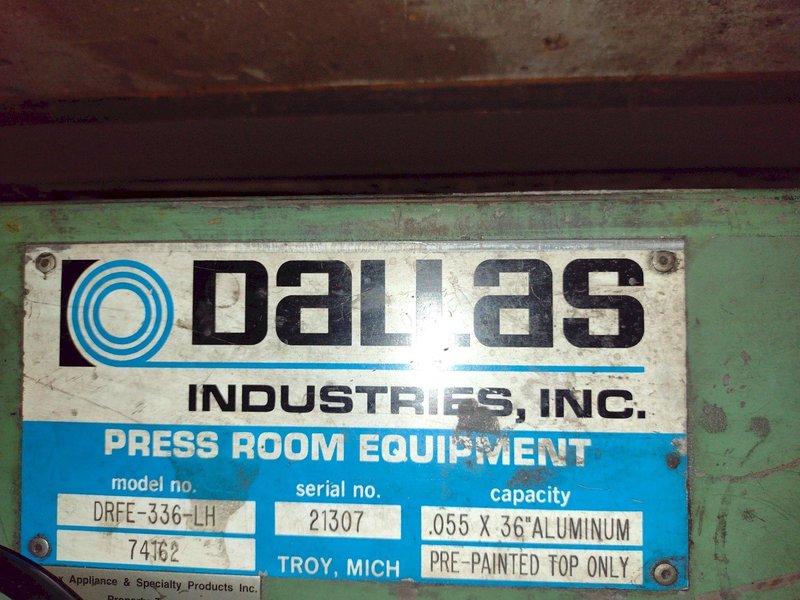 Dallas
INDUSTRIES, INC.
PRESS ROOM EQUIPMENT
model no. serial no. capacity
DRFE-336-LH 21307 .055 X 36" ALUMINUM
74162 TROY, MICH PRE-PAINTED TOP ONLY
Appliance & Specialty Products Inc.